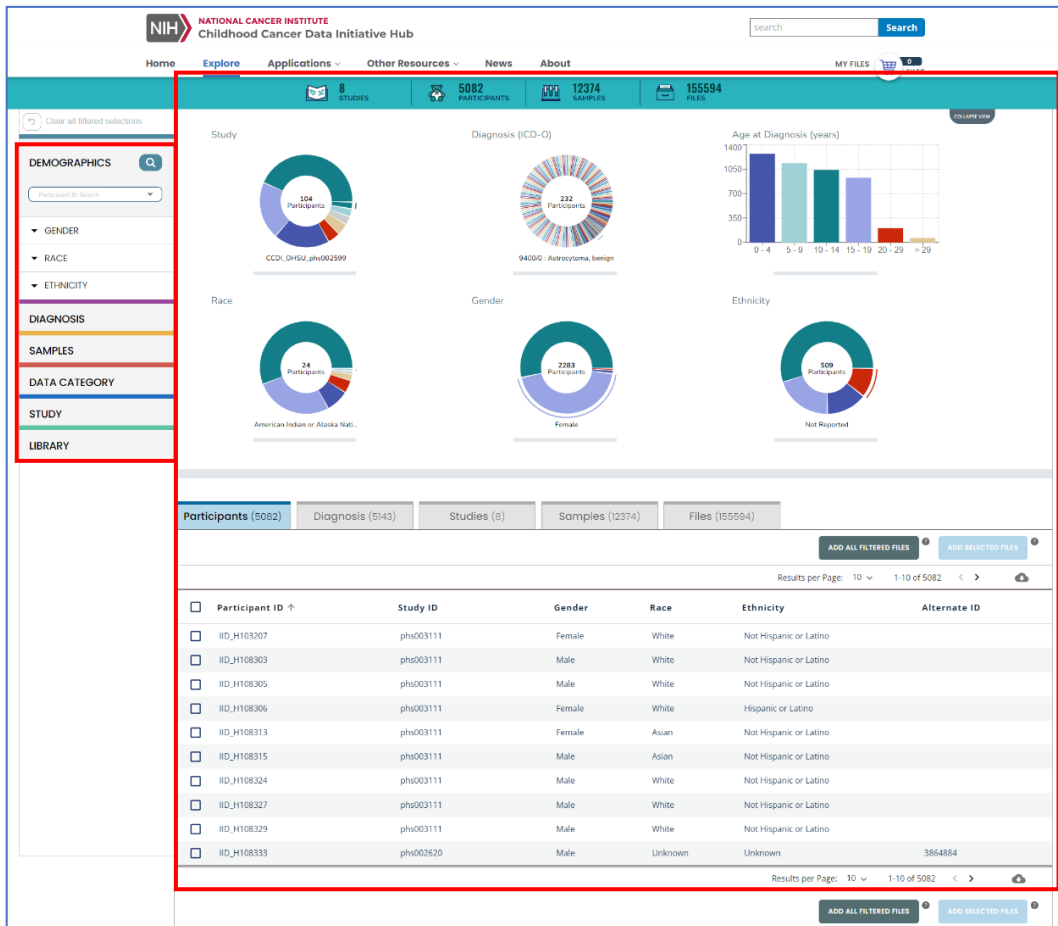 NIH NATIONAL CANCER INSTITUTE
Childhood Cancer Data Initiative Hub
search Search
Home Explore Applications Other Resources News About MY FILES 0
8 STUDIES 5082 PARTICIPANTS 12374 SAMPLES 155594 FILES
Clear all filtered selections
COLLAPSE VIEW
DEMOGRAPHICS
Participant ID Search
GENDER
RACE
ETHNICITY
DIAGNOSIS
SAMPLES
DATA CATEGORY
STUDY
LIBRARY
Study
104
Participants
CCDI_OHSU_phs002599
Diagnosis (ICD-O)
232
Participants
9400/0 : Astrocytoma, benign
Age at Diagnosis (years)
1400
1050
700
350
0
0 - 4 5 - 9 10 - 14 15 - 19 20 - 29 > 29
Race
24
Participants
American Indian or Alaska Nati...
Gender
2283
Participants
Female
Ethnicity
509
Participants
Not Reported
Participants (5082) Diagnosis (5143) Studies (8) Samples (12374) Files (155594)
ADD ALL FILTERED FILES ? ADD SELECTED FILES ?
Results per Page: 10 1-10 of 5082 < >
Participant ID ↑ Study ID Gender Race Ethnicity Alternate ID
IID_H103207 phs003111 Female White Not Hispanic or Latino
IID_H108303 phs003111 Male White Not Hispanic or Latino
IID_H108305 phs003111 Male White Not Hispanic or Latino
IID_H108306 phs003111 Female White Hispanic or Latino
IID_H108313 phs003111 Female Asian Not Hispanic or Latino
IID_H108315 phs003111 Male Asian Not Hispanic or Latino
IID_H108324 phs003111 Male White Not Hispanic or Latino
IID_H108327 phs003111 Male White Not Hispanic or Latino
IID_H108329 phs003111 Male White Not Hispanic or Latino
IID_H108333 phs002620 Male Unknown Unknown 3864884
Results per Page: 10 1-10 of 5082 < >
ADD ALL FILTERED FILES ? ADD SELECTED FILES ?